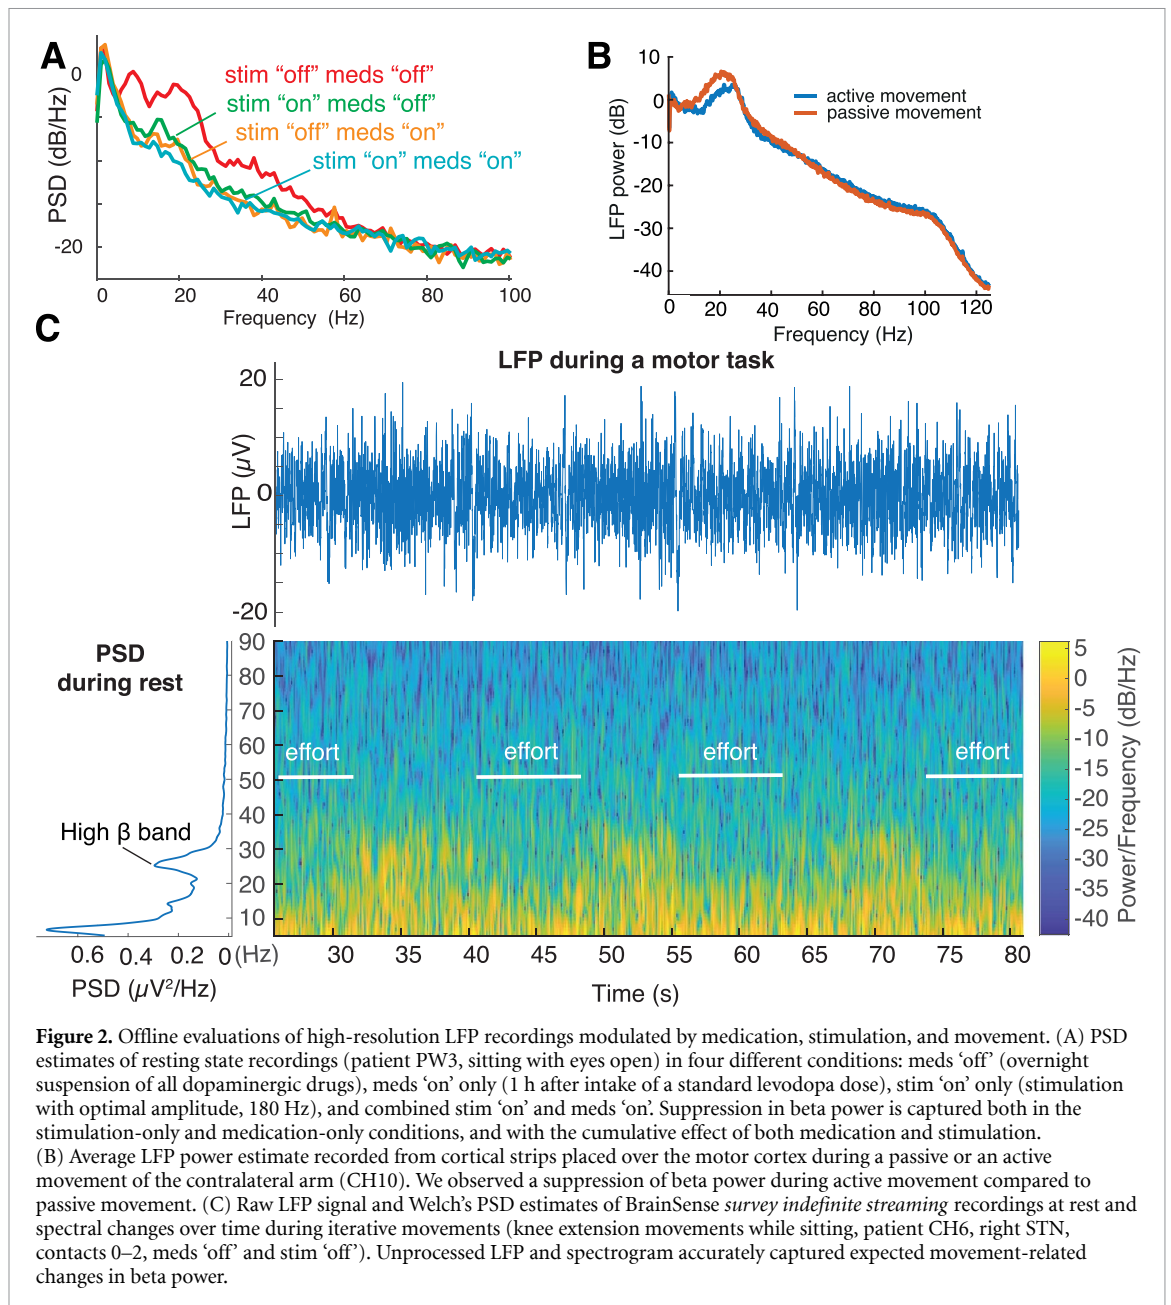 A
PSD (dB/Hz)
0
-20
stim “off” meds “off”
stim “on” meds “off”
stim “off” meds “on”
stim “on” meds “on”
0 20 40 60 80 100
Frequency (Hz)
B
LFP power (dB)
10
0
-10
-20
-30
-40
active movement
passive movement
0 20 40 60 80 100 120
Frequency (Hz)
C
LFP during a motor task
LFP (µV)
20
0
-20
PSD
during rest
High β band
90
80
70
60
50
40
30
20
10
(Hz)
0.6 0.4 0.2 0
PSD (µV²/Hz)
effort effort effort effort
30 35 40 45 50 55 60 65 70 75 80
Time (s)
5
0
-5
-10
-15
-20
-25
-30
-35
-40
Power/Frequency (dB/Hz)
Figure 2. Offline evaluations of high-resolution LFP recordings modulated by medication, stimulation, and movement. (A) PSD
estimates of resting state recordings (patient PW3, sitting with eyes open) in four different conditions: meds ‘off’ (overnight
suspension of all dopaminergic drugs), meds ‘on’ only (1 h after intake of a standard levodopa dose), stim ‘on’ only (stimulation
with optimal amplitude, 180 Hz), and combined stim ‘on’ and meds ‘on’. Suppression in beta power is captured both in the
stimulation-only and medication-only conditions, and with the cumulative effect of both medication and stimulation.
(B) Average LFP power estimate recorded from cortical strips placed over the motor cortex during a passive or an active
movement of the contralateral arm (CH10). We observed a suppression of beta power during active movement compared to
passive movement. (C) Raw LFP signal and Welch’s PSD estimates of BrainSense survey indefinite streaming recordings at rest and
spectral changes over time during iterative movements (knee extension movements while sitting, patient CH6, right STN,
contacts 0–2, meds ‘off’ and stim ‘off’). Unprocessed LFP and spectrogram accurately captured expected movement-related
changes in beta power.